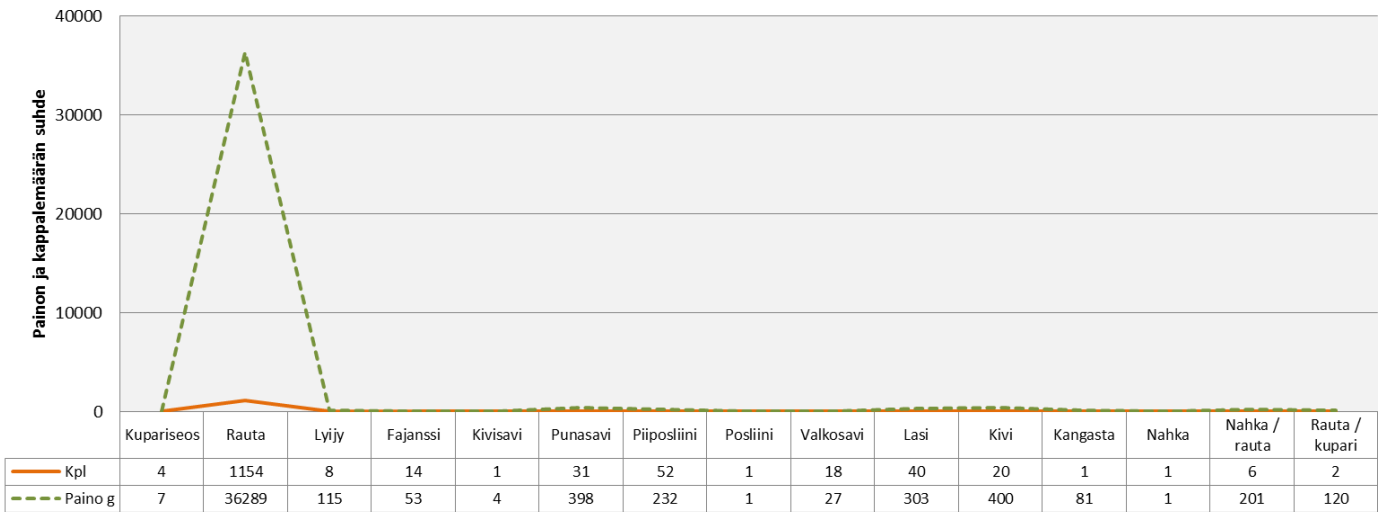 Painon ja kappalemäärän suhde
40000
30000
20000
10000
0
Kupariseos Rauta Lyijy Fajanssi Kivisavi Punasavi Piiposliini Posliini Valkosavi Lasi Kivi Kangasta Nahka Nahka / rauta Rauta / kupari
Kpl 4 1154 8 14 1 31 52 1 18 40 20 1 1 6 2
Paino g 7 36289 115 53 4 398 232 1 27 303 400 81 1 201 120